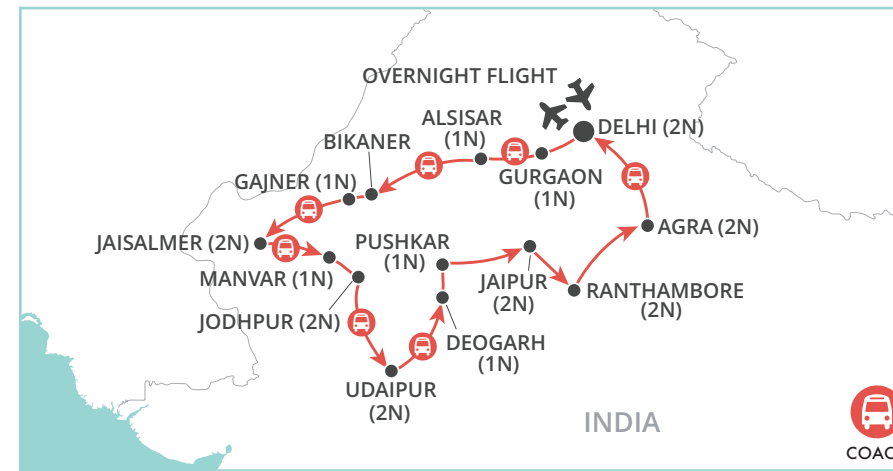 OVERNIGHT FLIGHT
ALSISAR
(1N)
DELHI (2N)
BIKANER
GURGAON
(1N)
GAJNER (1N)
AGRA (2N)
JAISALMER (2N)
PUSHKAR
(1N)
MANVAR (1N)
JAIPUR
(2N)
RANTHAMBORE
(2N)
JODHPUR (2N)
DEOGARH
(1N)
UDAIPUR
(2N)
INDIA